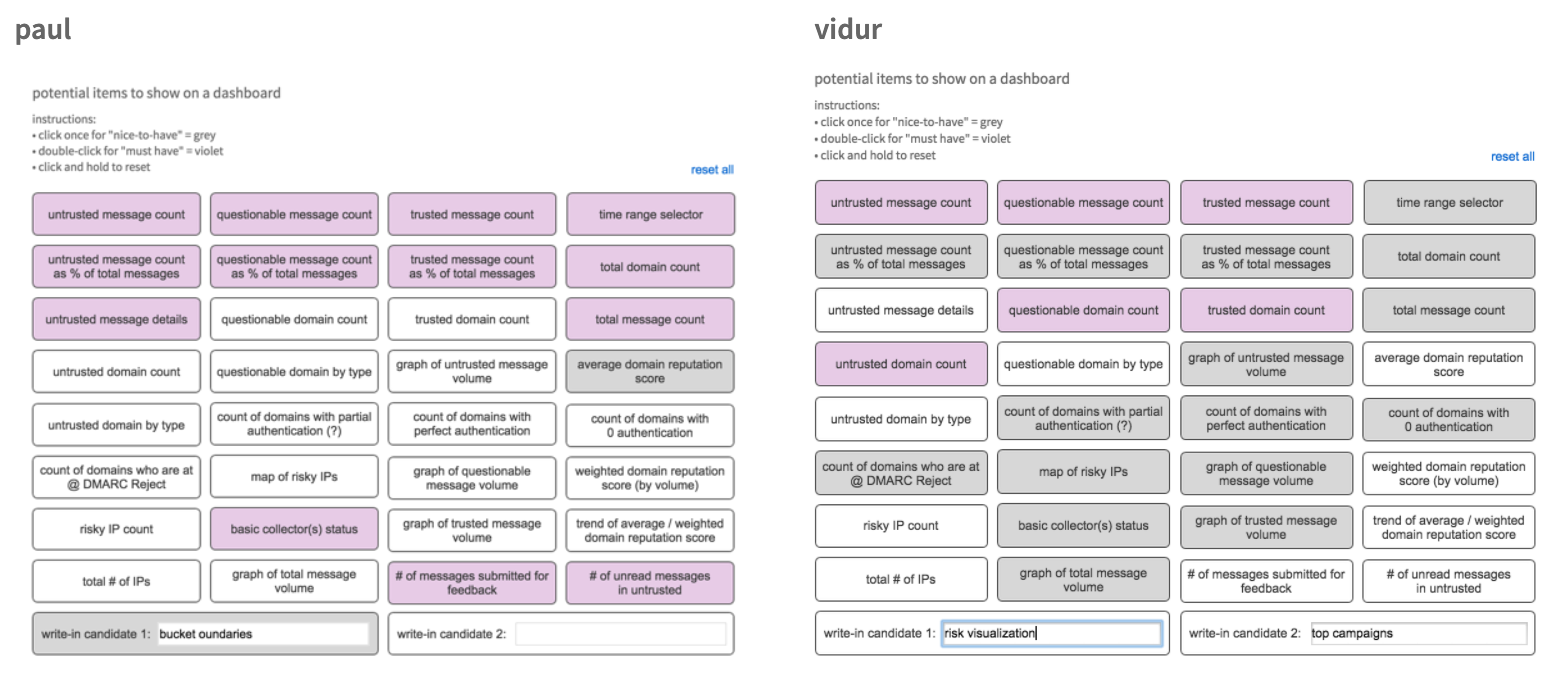 paul
potential items to show on a dashboard
instructions:
• click once for "nice-to-have" = grey
• double-click for "must have" = violet
• click and hold to reset
reset all
untrusted message count
questionable message count
trusted message count
time range selector
untrusted message count
as % of total messages
questionable message count
as % of total messages
trusted message count
as % of total messages
total domain count
untrusted message details
questionable domain count
trusted domain count
total message count
untrusted domain count
questionable domain by type
graph of untrusted message
volume
average domain reputation
score
untrusted domain by type
count of domains with partial
authentication (?)
count of domains with
perfect authentication
count of domains with
0 authentication
count of domains who are at
@ DMARC Reject
map of risky IPs
graph of questionable
message volume
weighted domain reputation
score (by volume)
risky IP count
basic collector(s) status
graph of trusted message
volume
trend of average / weighted
domain reputation score
total # of IPs
graph of total message
volume
# of messages submitted for
feedback
# of unread messages
in untrusted
write-in candidate 1: bucket oundaries
write-in candidate 2:
vidur
potential items to show on a dashboard
instructions:
• click once for "nice-to-have" = grey
• double-click for "must have" = violet
• click and hold to reset
reset all
untrusted message count
questionable message count
trusted message count
time range selector
untrusted message count
as % of total messages
questionable message count
as % of total messages
trusted message count
as % of total messages
total domain count
untrusted message details
questionable domain count
trusted domain count
total message count
untrusted domain count
questionable domain by type
graph of untrusted message
volume
average domain reputation
score
untrusted domain by type
count of domains with partial
authentication (?)
count of domains with
perfect authentication
count of domains with
0 authentication
count of domains who are at
@ DMARC Reject
map of risky IPs
graph of questionable
message volume
weighted domain reputation
score (by volume)
risky IP count
basic collector(s) status
graph of trusted message
volume
trend of average / weighted
domain reputation score
total # of IPs
graph of total message
volume
# of messages submitted for
feedback
# of unread messages
in untrusted
write-in candidate 1: risk visualization
write-in candidate 2: top campaigns